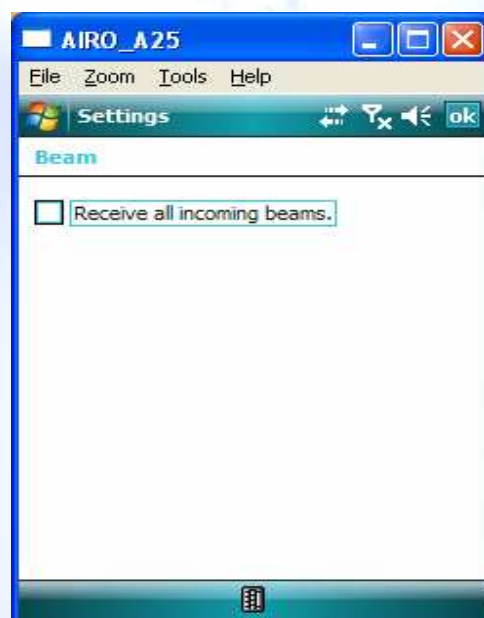 AIRO_A25
File Zoom Tools Help
Settings ok
Beam
Receive all incoming beams.